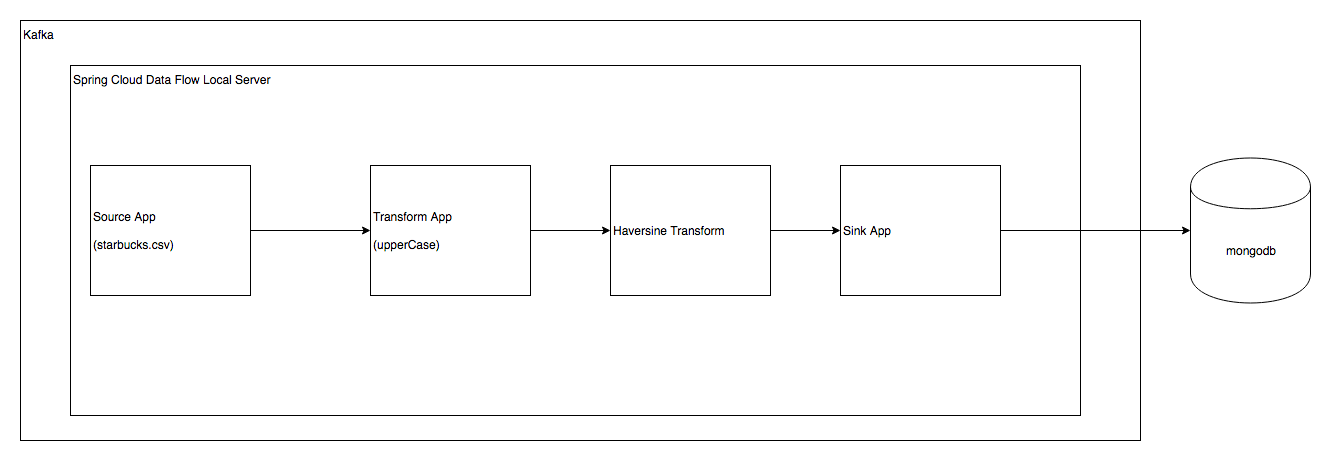 Kafka
Spring Cloud Data Flow Local Server
Source App
(starbucks.csv)
Transform App
(upperCase)
Haversine Transform
Sink App
mongodb